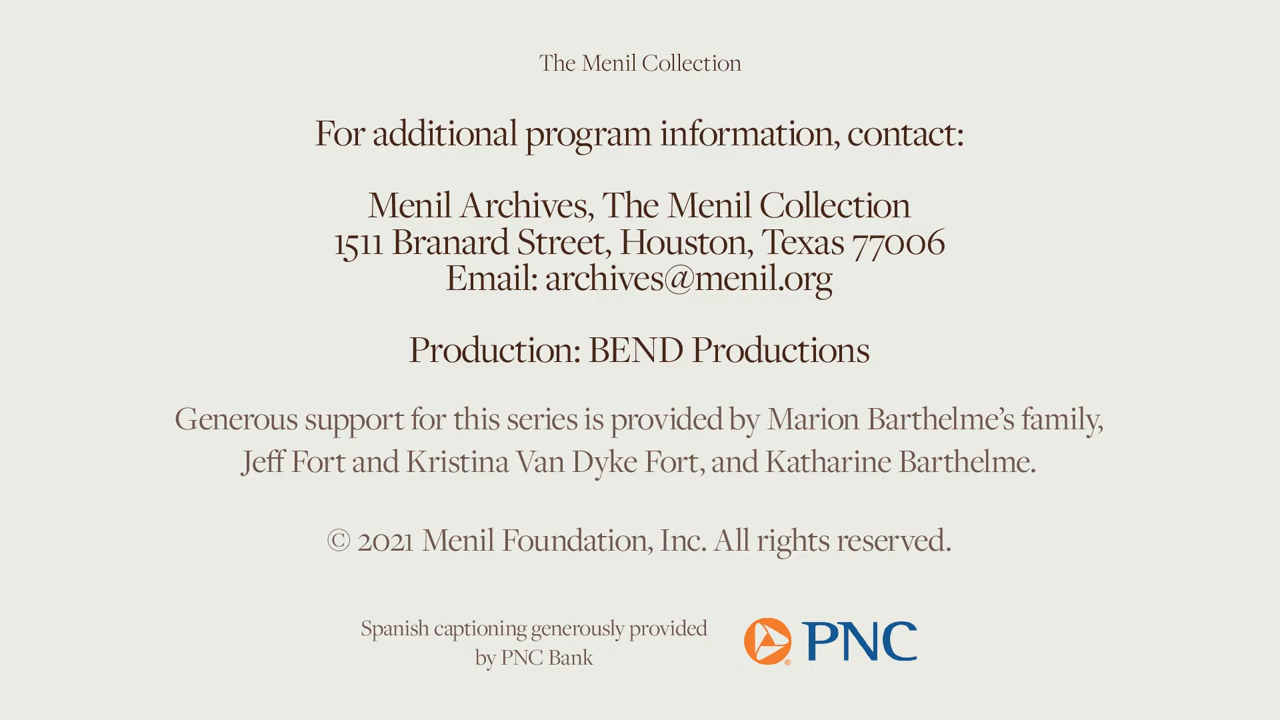 The Menil Collection
For additional program information, contact:
Menil Archives, The Menil Collection
1511 Branard Street, Houston, Texas 77006
Email: archives@menil.org
Production: BEND Productions
Generous support for this series is provided by Marion Barthelme’s family,
Jeff Fort and Kristina Van Dyke Fort, and Katharine Barthelme.
© 2021 Menil Foundation, Inc. All rights reserved.
Spanish captioning generously provided
by PNC Bank
® PNC